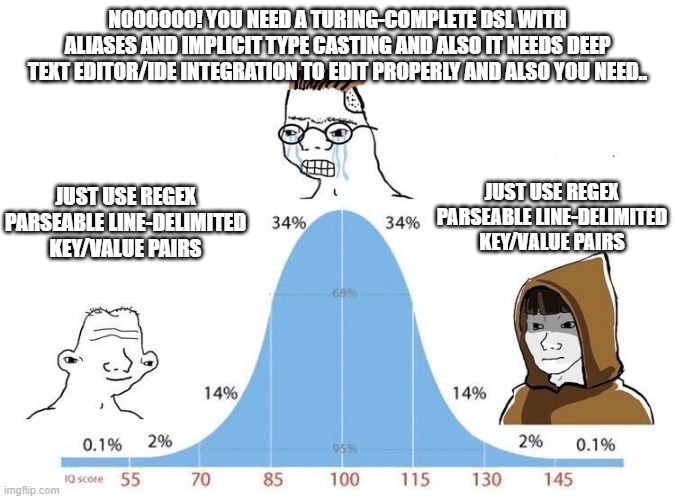 NOOOOOO! YOU NEED A TURING-COMPLETE DSL WITH
ALIASES AND IMPLICIT TYPE CASTING AND ALSO IT NEEDS DEEP
TEXT EDITOR/IDE INTEGRATION TO EDIT PROPERLY AND ALSO YOU NEED..
JUST USE REGEX
PARSEABLE LINE-DELIMITED
KEY/VALUE PAIRS
JUST USE REGEX
PARSEABLE LINE-DELIMITED
KEY/VALUE PAIRS
34% 34%
68%
14% 14%
0.1% 2% 95% 2% 0.1%
IQ score 55 70 85 100 115 130 145
imgflip.com